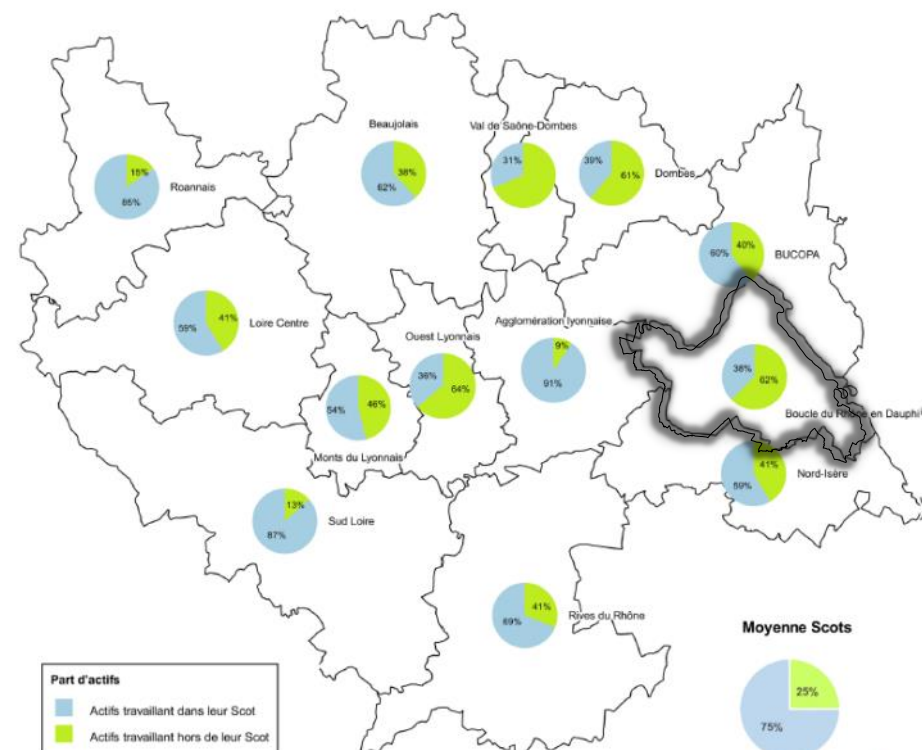 Beaujolais
38%
62%
Val de Saône-Dombes
31%
39%
61%
Dombes
15%
85%
Roannais
60%
40%
BUCOPA
59%
41%
Loire Centre
Agglomération lyonnaise
9%
91%
Ouest Lyonnais
36%
64%
38%
62%
Boucle du Rhône en Dauphi
54%
46%
Monts du Lyonnais
41%
59%
Nord-Isère
13%
87%
Sud Loire
41%
69%
Rives du Rhône
Moyenne Scots
25%
75%
Part d'actifs
Actifs travaillant dans leur Scot
Actifs travaillant hors de leur Scot